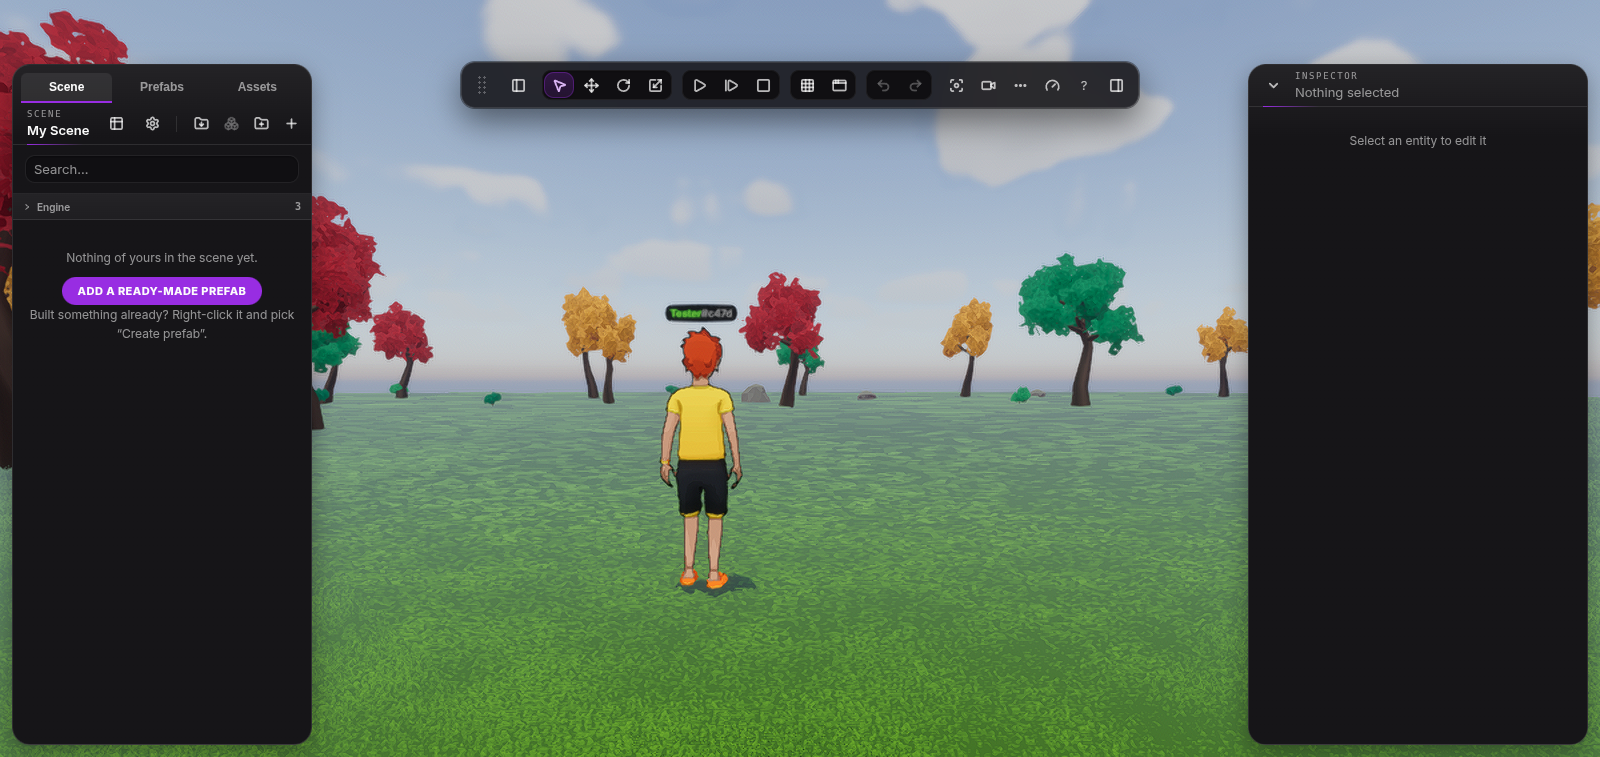 Scene
Prefabs
Assets
SCENE
My Scene
Search...
Engine
3
Nothing of yours in the scene yet.
ADD A READY-MADE PREFAB
Built something already? Right-click it and pick
“Create prefab”.
?
INSPECTOR
Nothing selected
Select an entity to edit it
Tester#c47d